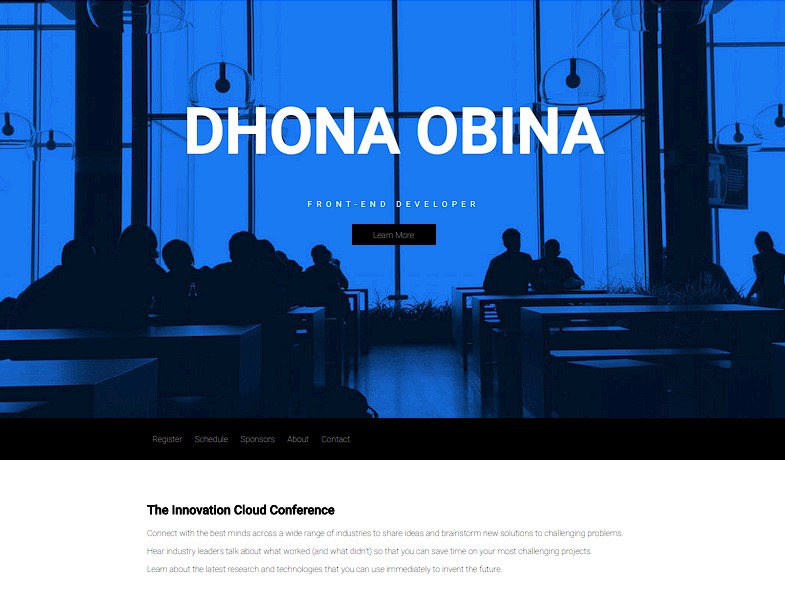 DHONA OBINA
FRONT-END DEVELOPER
Learn More
Register Schedule Sponsors About Contact
The Innovation Cloud Conference
Connect with the best minds across a wide range of industries to share ideas and brainstorm new solutions to challenging problems.
Hear industry leaders talk about what worked (and what didn't) so that you can save time on your most challenging projects.
Learn about the latest research and technologies that you can use immediately to invent the future.